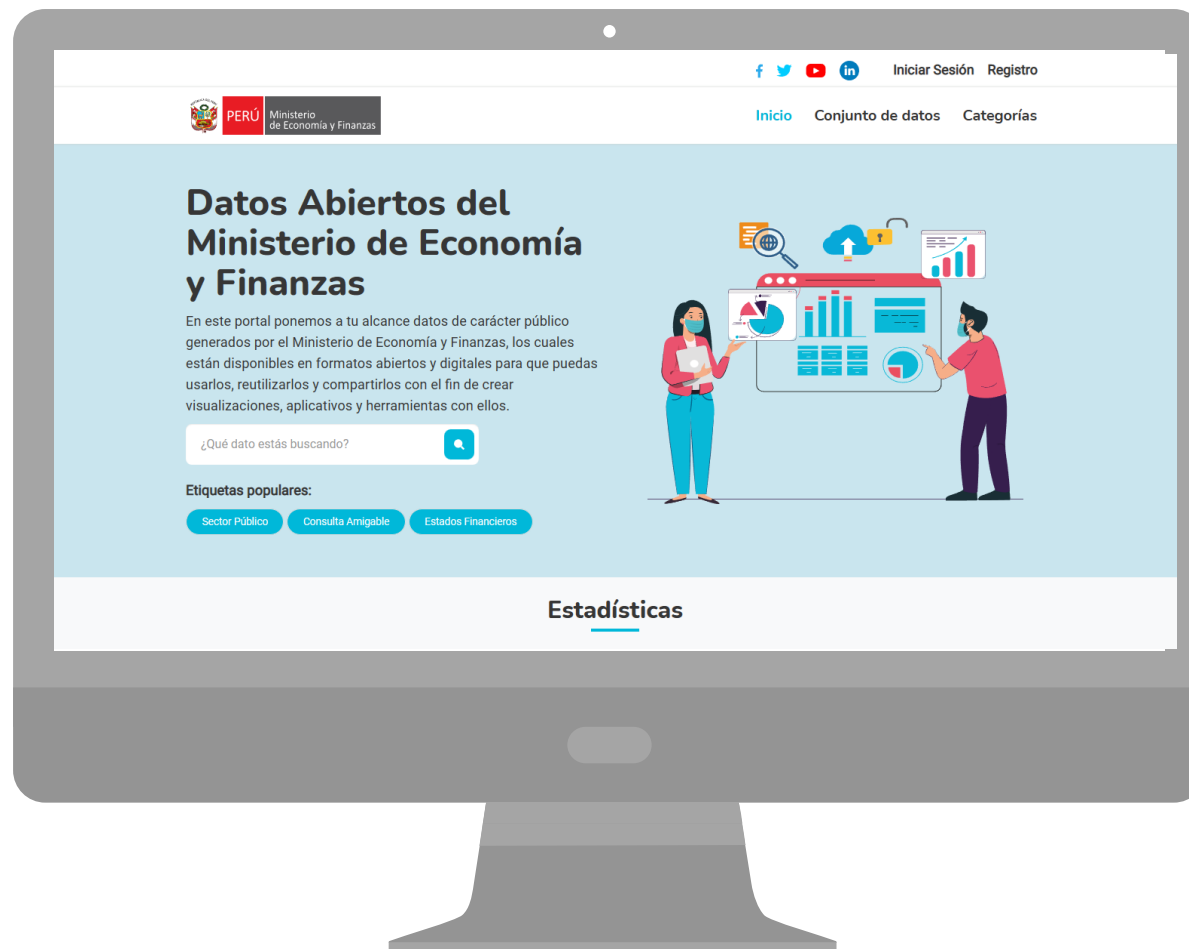 Iniciar Sesión Registro
PERÚ Ministerio
de Economía y Finanzas
Inicio Conjunto de datos Categorías
Datos Abiertos del
Ministerio de Economía
y Finanzas
En este portal ponemos a tu alcance datos de carácter público
generados por el Ministerio de Economía y Finanzas, los cuales
están disponibles en formatos abiertos y digitales para que puedas
usarlos, reutilizarlos y compartirlos con el fin de crear
visualizaciones, aplicativos y herramientas con ellos.
¿Qué dato estás buscando?
Etiquetas populares:
Sector Público Consulta Amigable Estados Financieros
Estadísticas